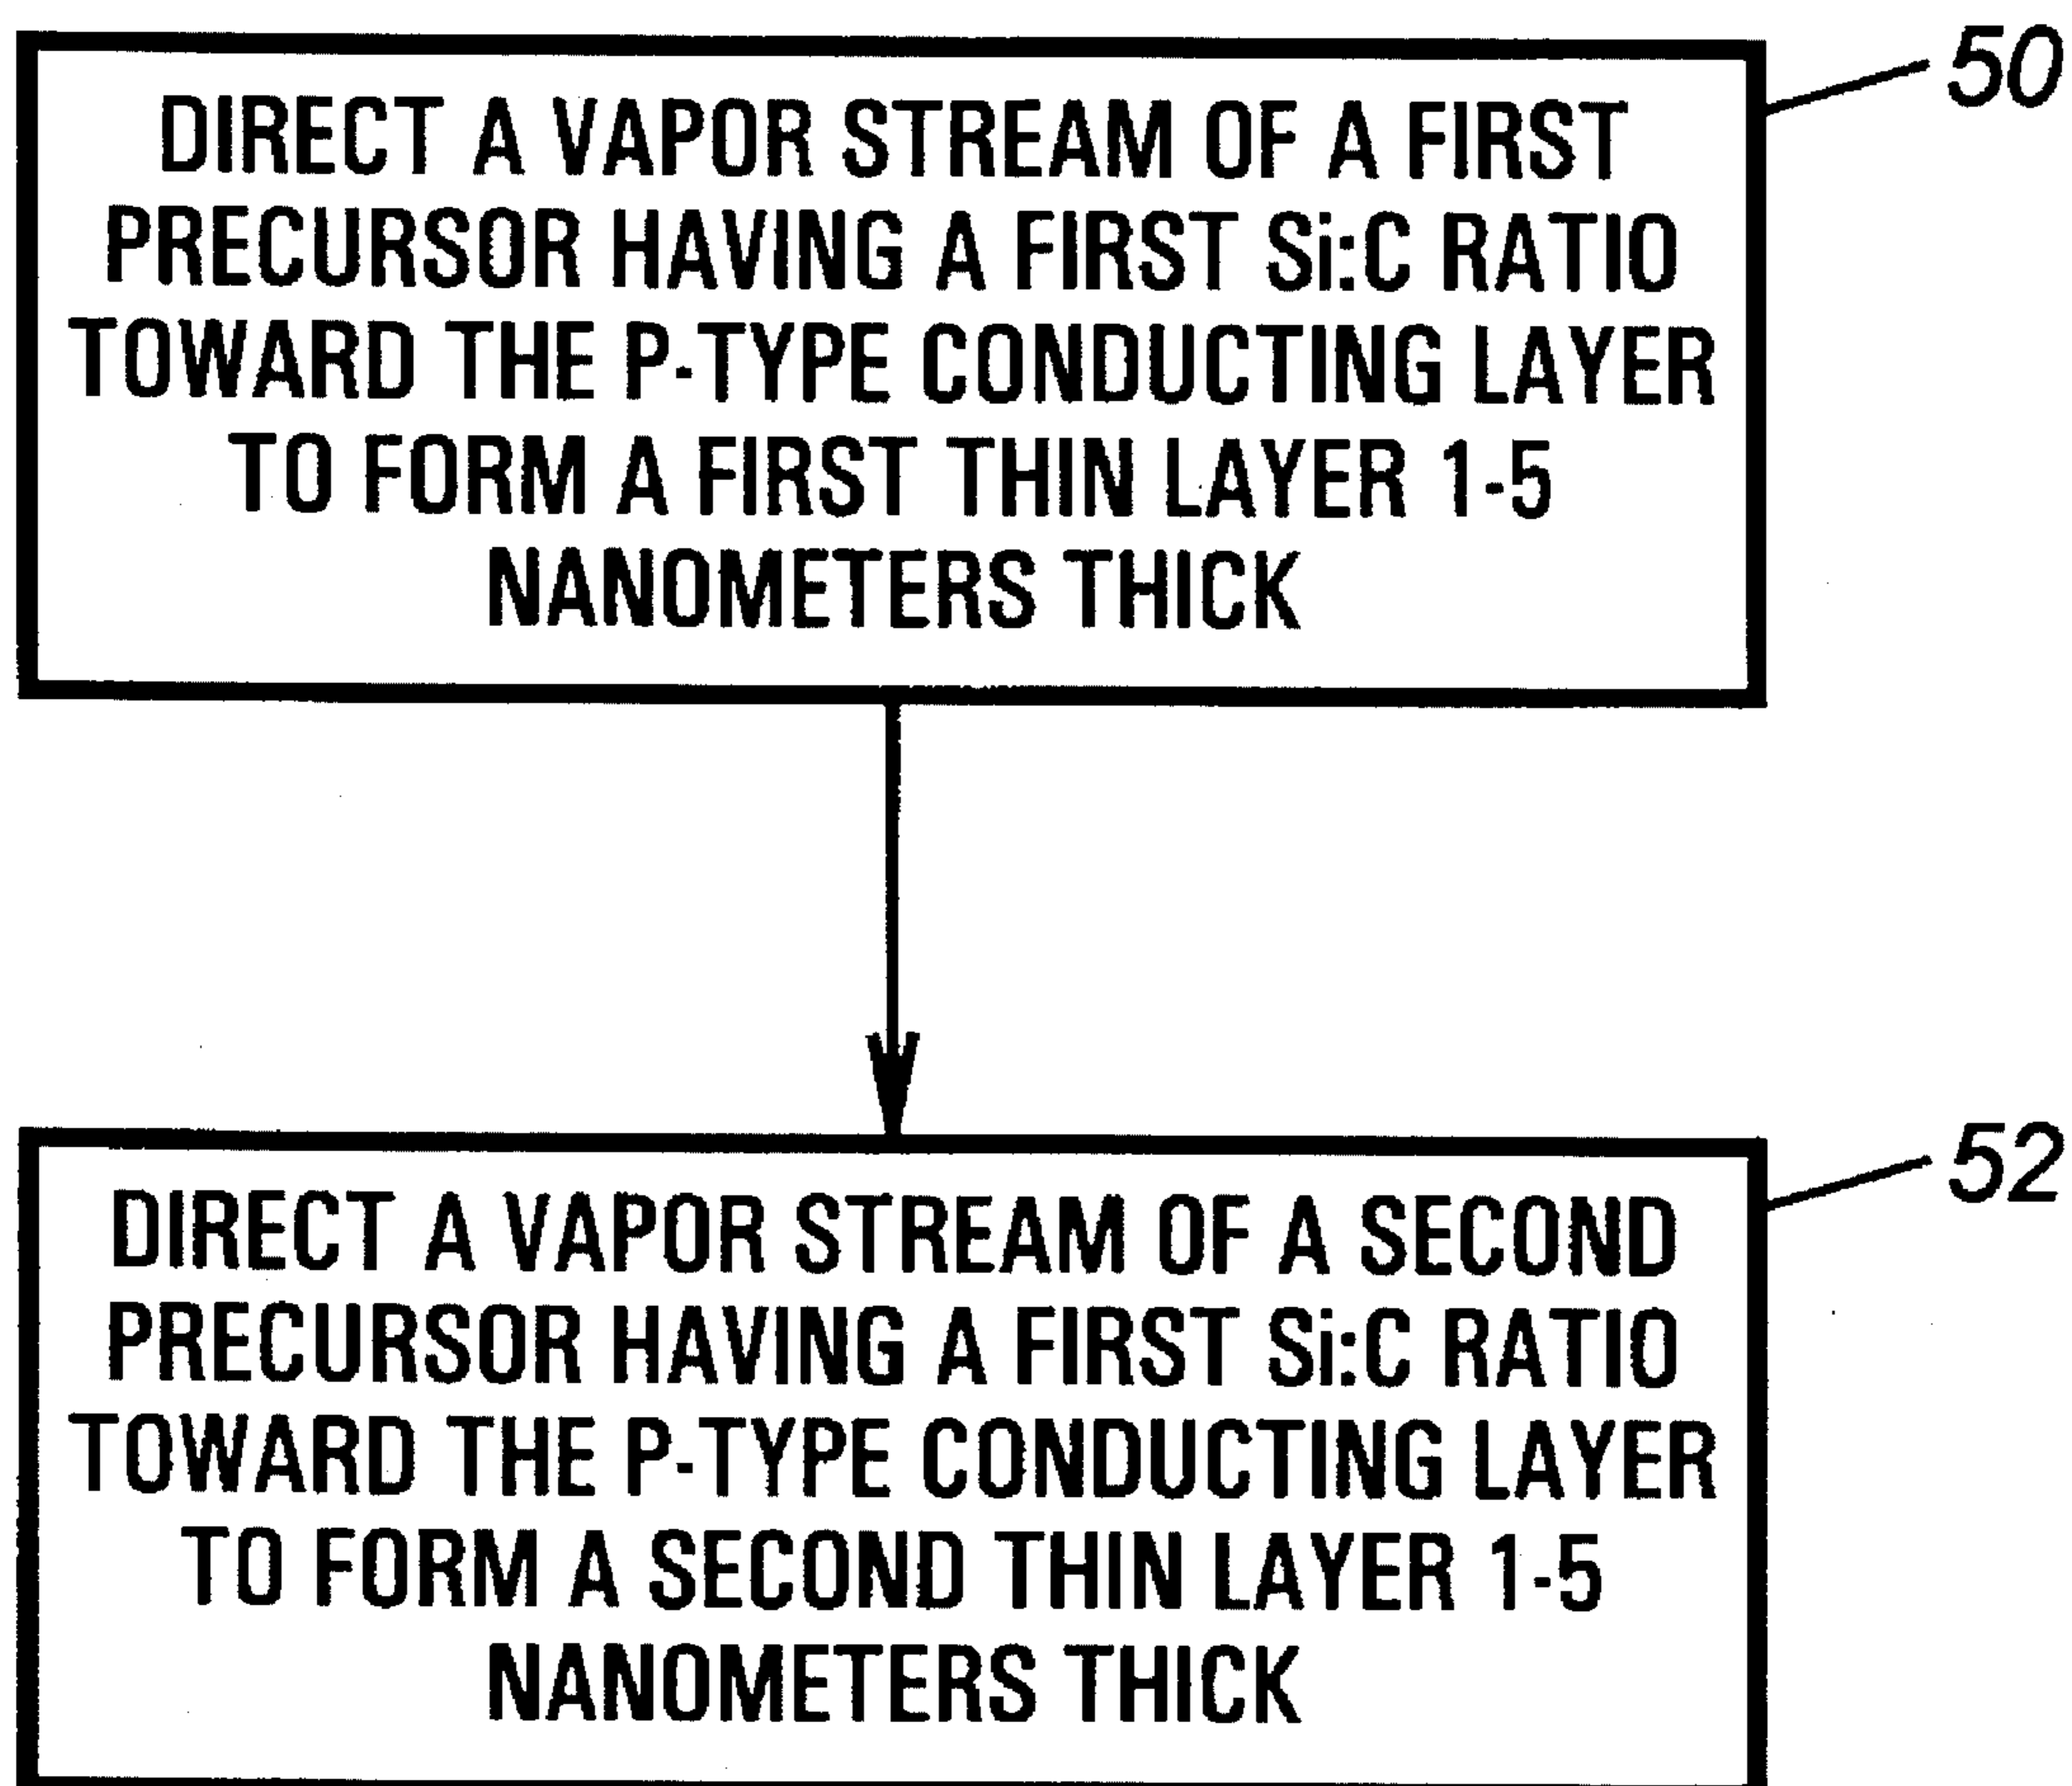 DIRECT A VAPOR STREAM OF A FIRST
PRECURSOR HAVING A FIRST Si:C RATIO
TOWARD THE P-TYPE CONDUCTING LAYER
TO FORM A FIRST THIN LAYER 1-5
NANOMETERS THICK
50
DIRECT A VAPOR STREAM OF A SECOND
PRECURSOR HAVING A FIRST Si:C RATIO
TOWARD THE P-TYPE CONDUCTING LAYER
TO FORM A SECOND THIN LAYER 1-5
NANOMETERS THICK
52